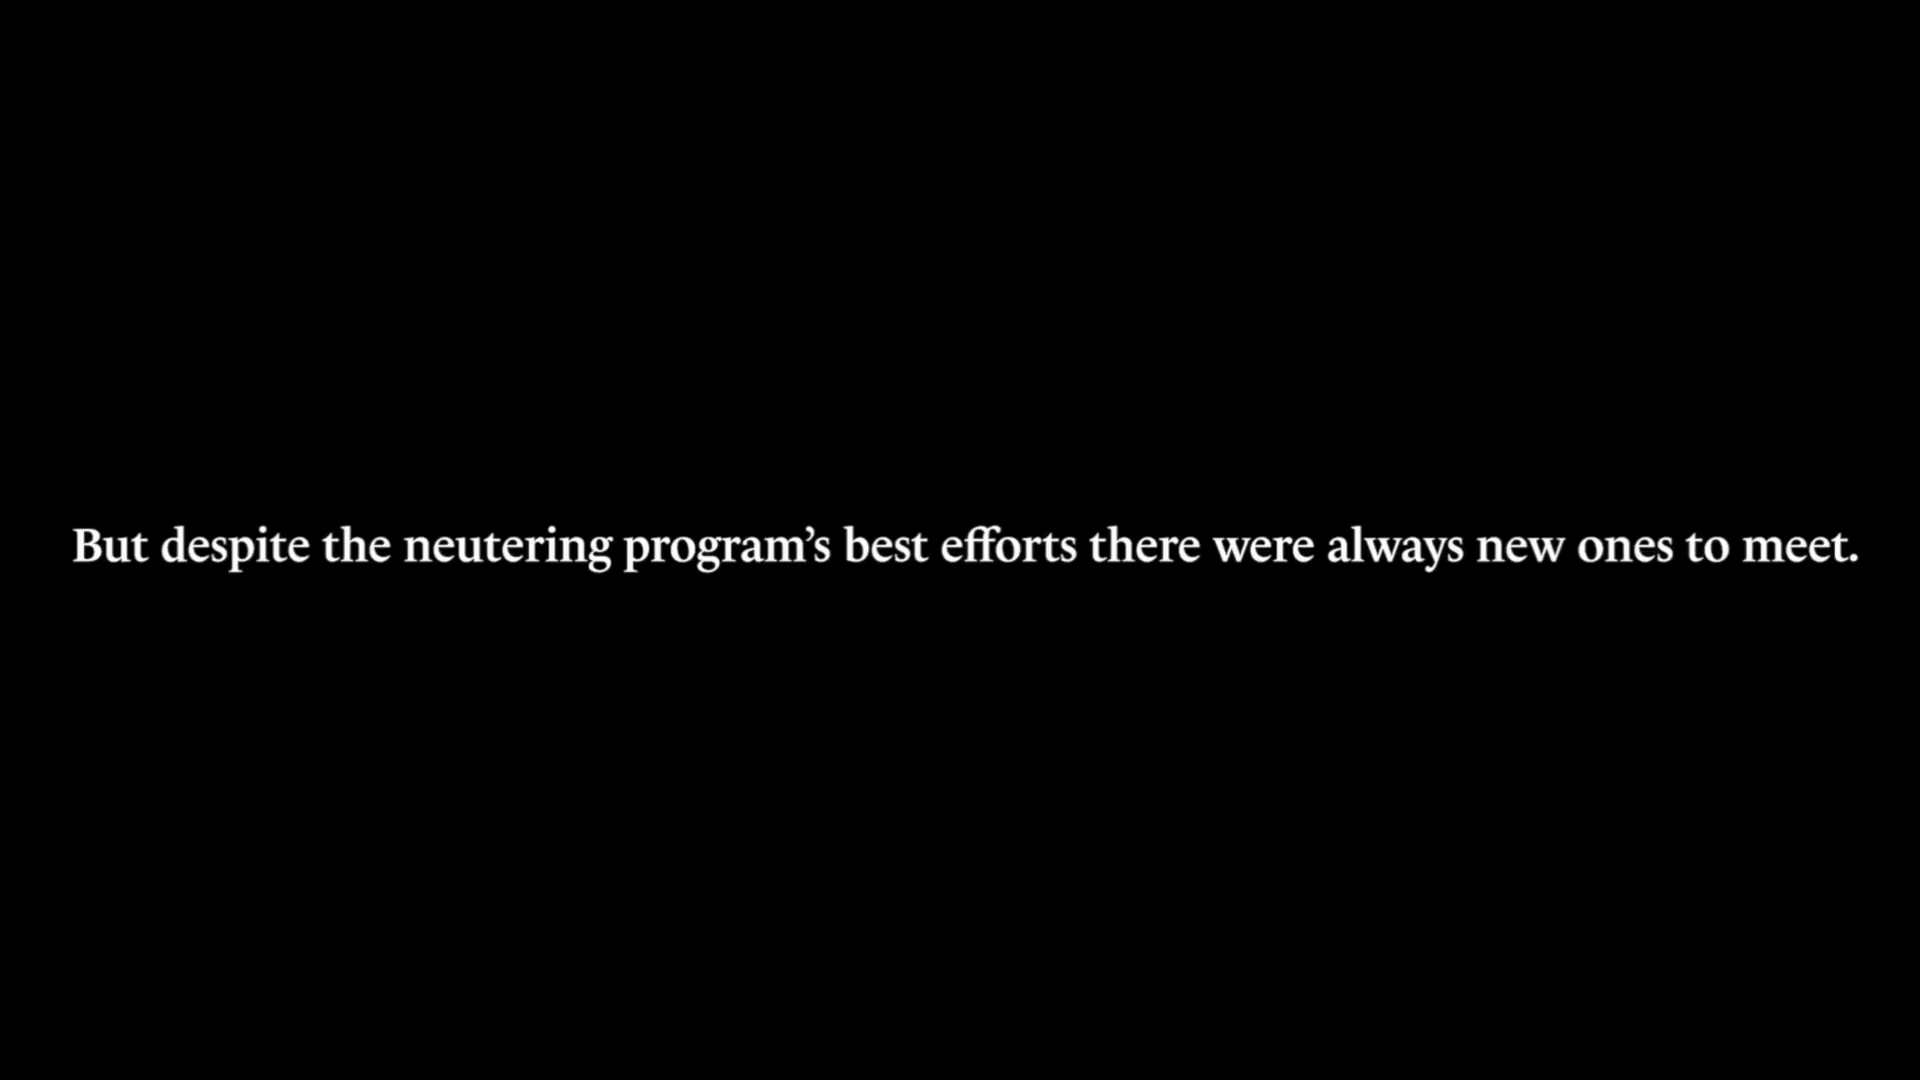 But despite the neutering program’s best efforts there were always new ones to meet.